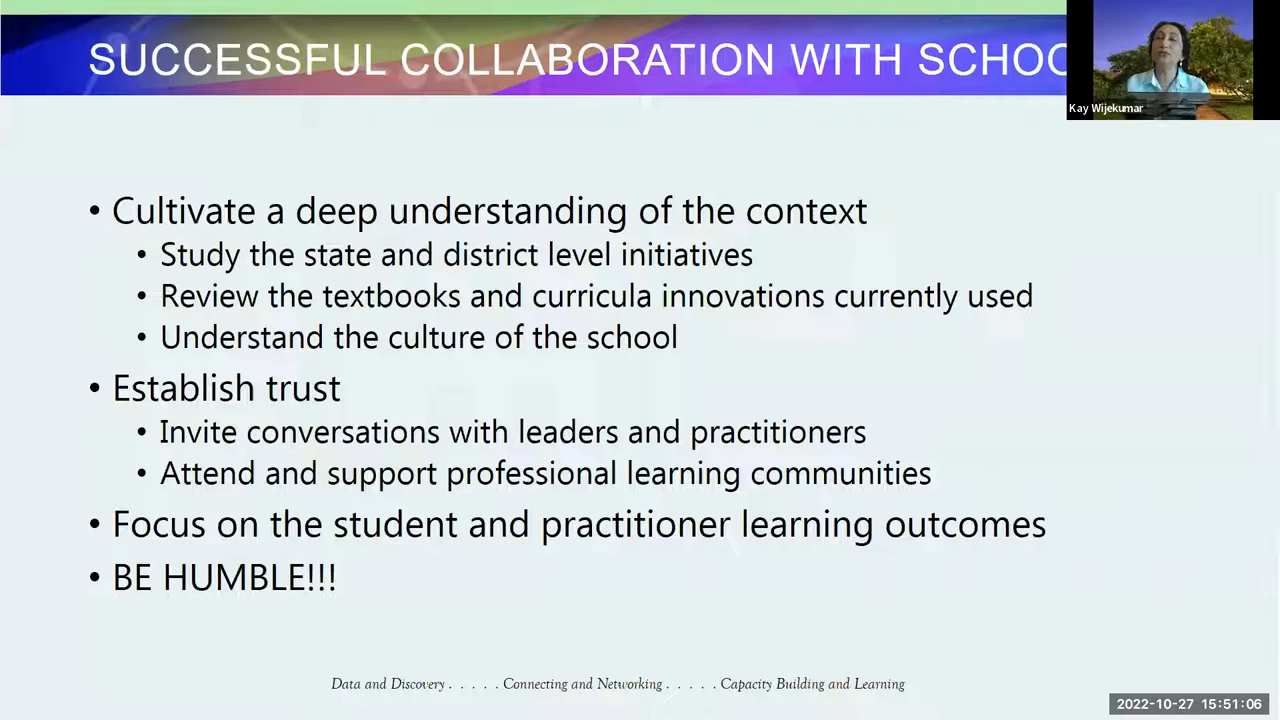 SUCCESSFUL COLLABORATION WITH SCHOO
Kay Wijekumar
• Cultivate a deep understanding of the context
• Study the state and district level initiatives
• Review the textbooks and curricula innovations currently used
• Understand the culture of the school
• Establish trust
• Invite conversations with leaders and practitioners
• Attend and support professional learning communities
• Focus on the student and practitioner learning outcomes
• BE HUMBLE!!!
Data and Discovery . . . . . Connecting and Networking . . . . . Capacity Building and Learning
2022-10-27 15:51:06